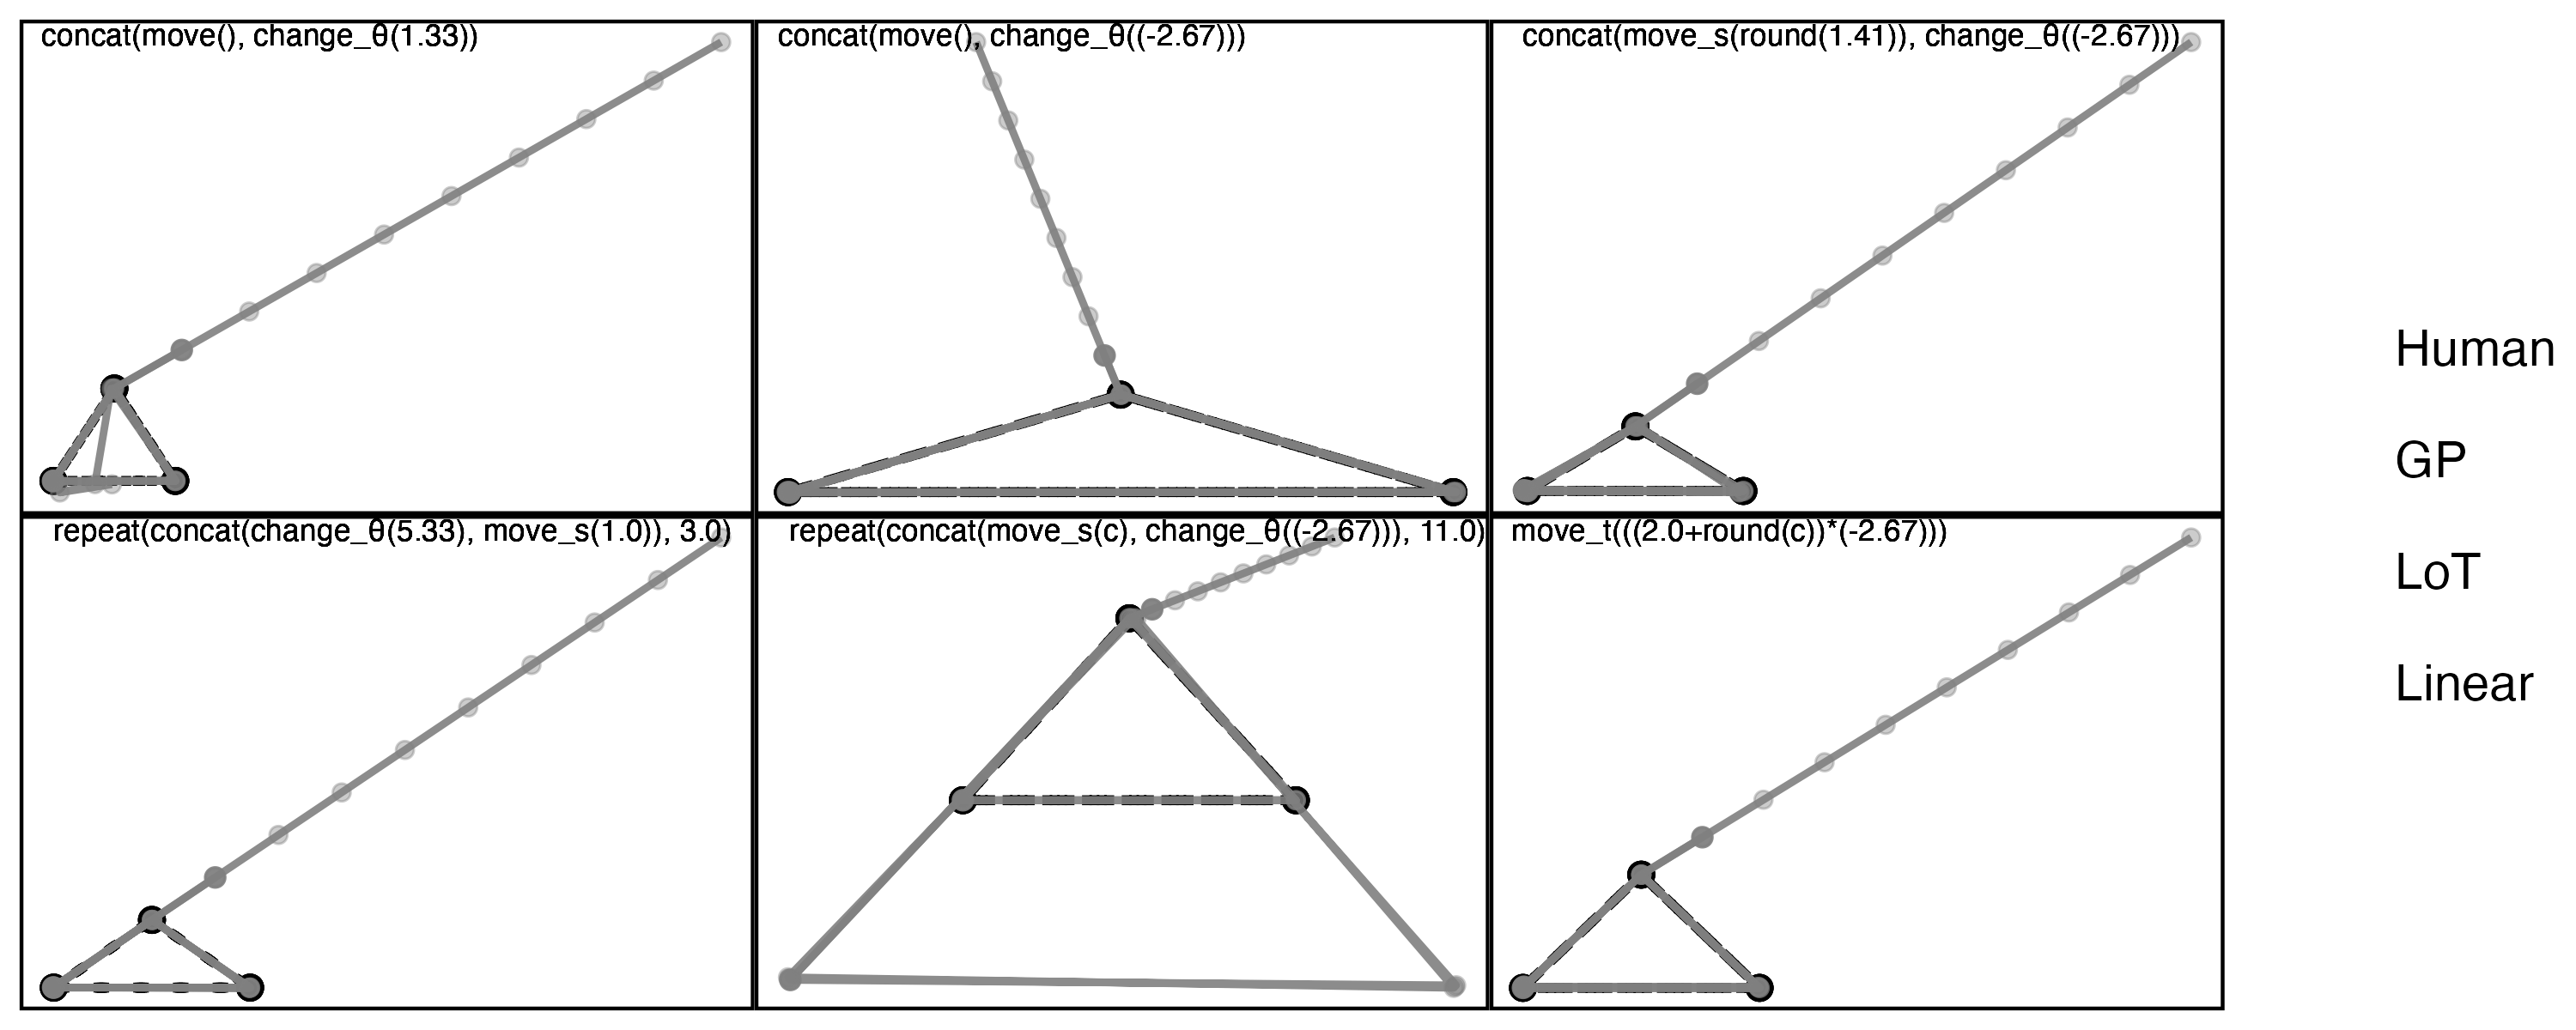 concat(move(), change_θ(1.33))
concat(move(), change_θ((-2.67)))
concat(move_s(round(1.41)), change_θ((-2.67)))
repeat(concat(change_θ(5.33), move_s(1.0)), 3.0)
repeat(concat(move_s(c), change_θ((-2.67))), 11.0)
move_t(((2.0+round(c))*(-2.67)))
Human
GP
LoT
Linear